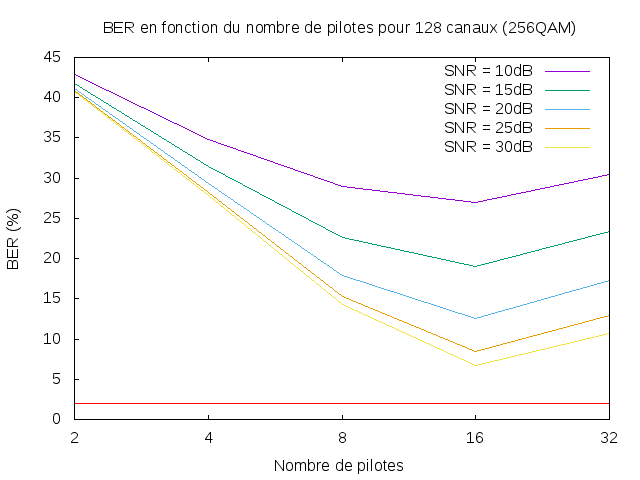 BER en fonction du nombre de pilotes pour 128 canaux (256QAM)
45
40
35
30
25
20
15
10
5
0
BER (%)
SNR = 10dB
SNR = 15dB
SNR = 20dB
SNR = 25dB
SNR = 30dB
2 4 8 16 32
Nombre de pilotes